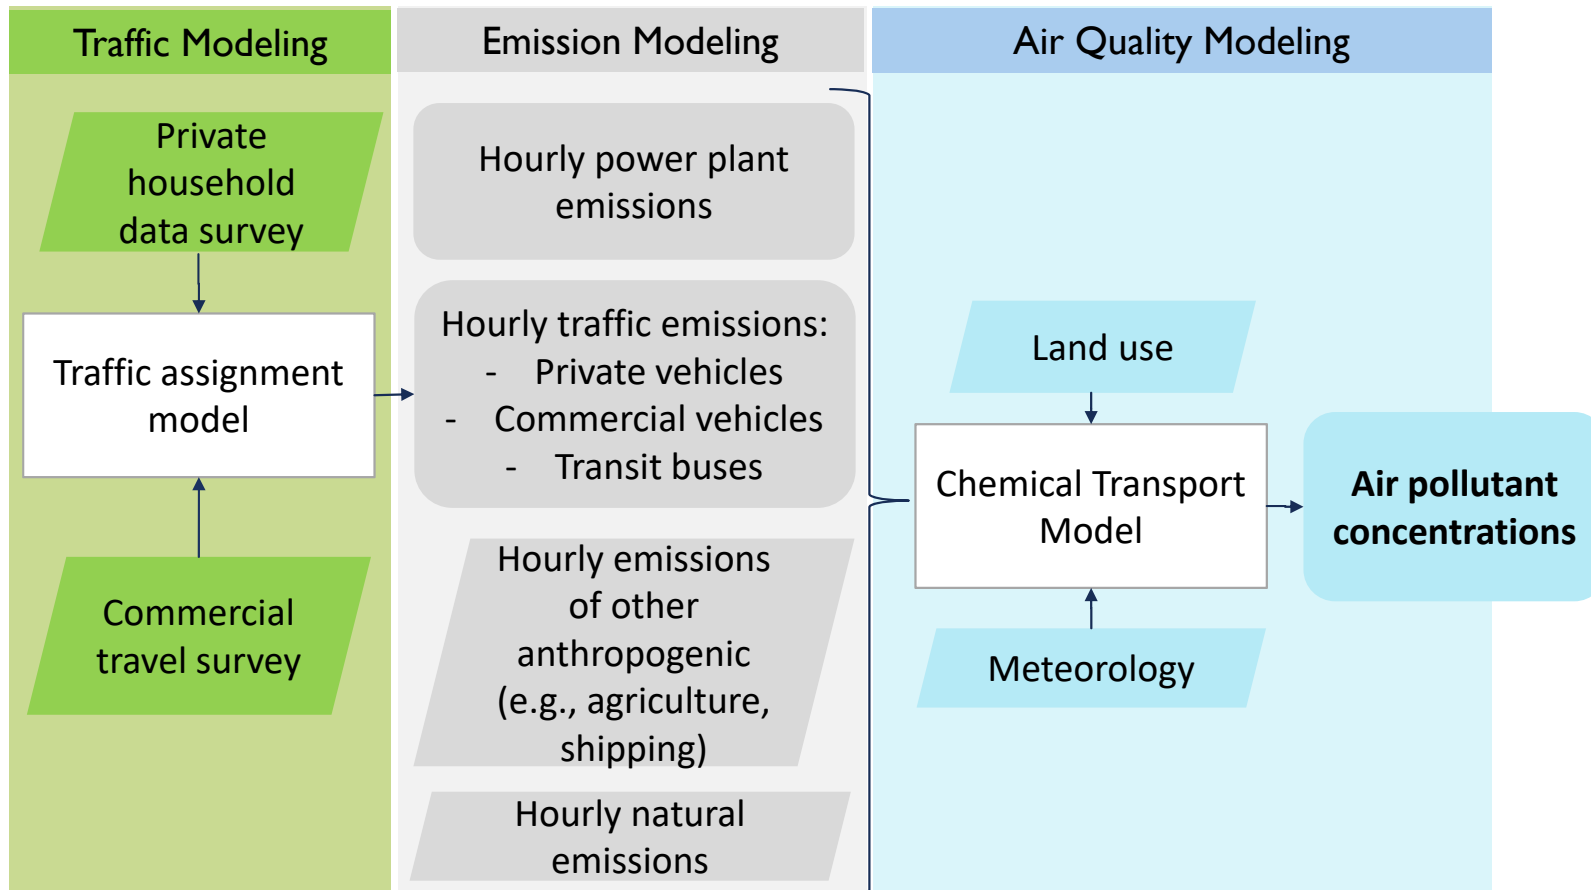 Traffic Modeling
Private
household
data survey
Traffic assignment
model
Commercial
travel survey
Emission Modeling
Hourly power plant
emissions
Hourly traffic emissions:
- Private vehicles
- Commercial vehicles
- Transit buses
Hourly emissions
of other
anthropogenic
(e.g., agriculture,
shipping)
Hourly natural
emissions
Air Quality Modeling
Land use
Chemical Transport
Model
Meteorology
Air pollutant
concentrations